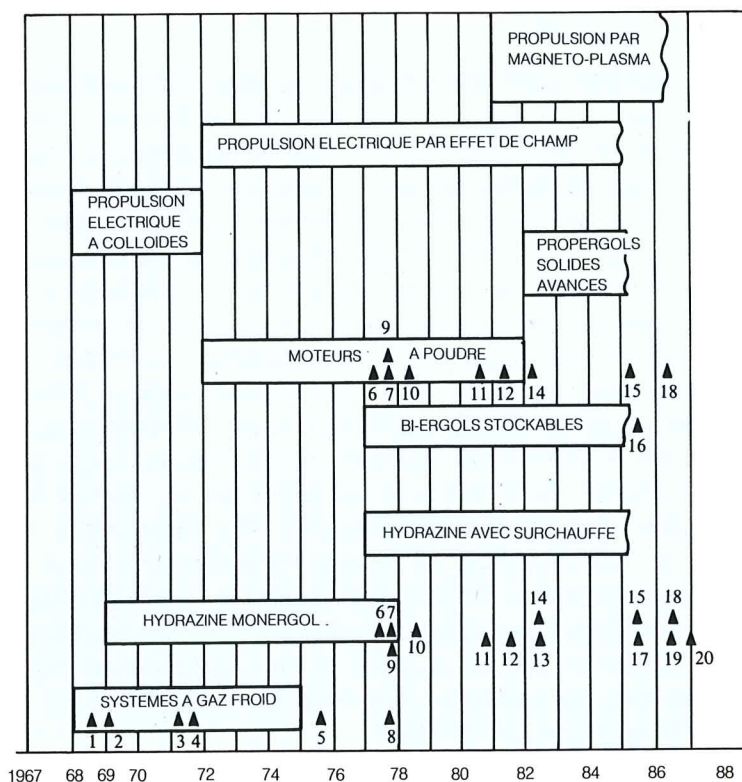 PROPULSION PAR
MAGNETO-PLASMA
PROPULSION ELECTRIQUE PAR EFFET DE CHAMP
PROPULSION
ELECTRIQUE
A COLLOIDES
PROPERGOLS
SOLIDES
AVANCES
9
MOTEURS A POUDRE
6 7 10 11 12 14 15 18
BI-ERGOLS STOCKABLES
16
HYDRAZINE AVEC SURCHAUFFE
14 15 18
HYDRAZINE MONERGOL . 6 7
9 10 11 12 13 17 19 20
SYSTEMES A GAZ FROID
1 2 3 4 5 8
1967 68 69 70 72 74 76 78 80 82 84 86 88